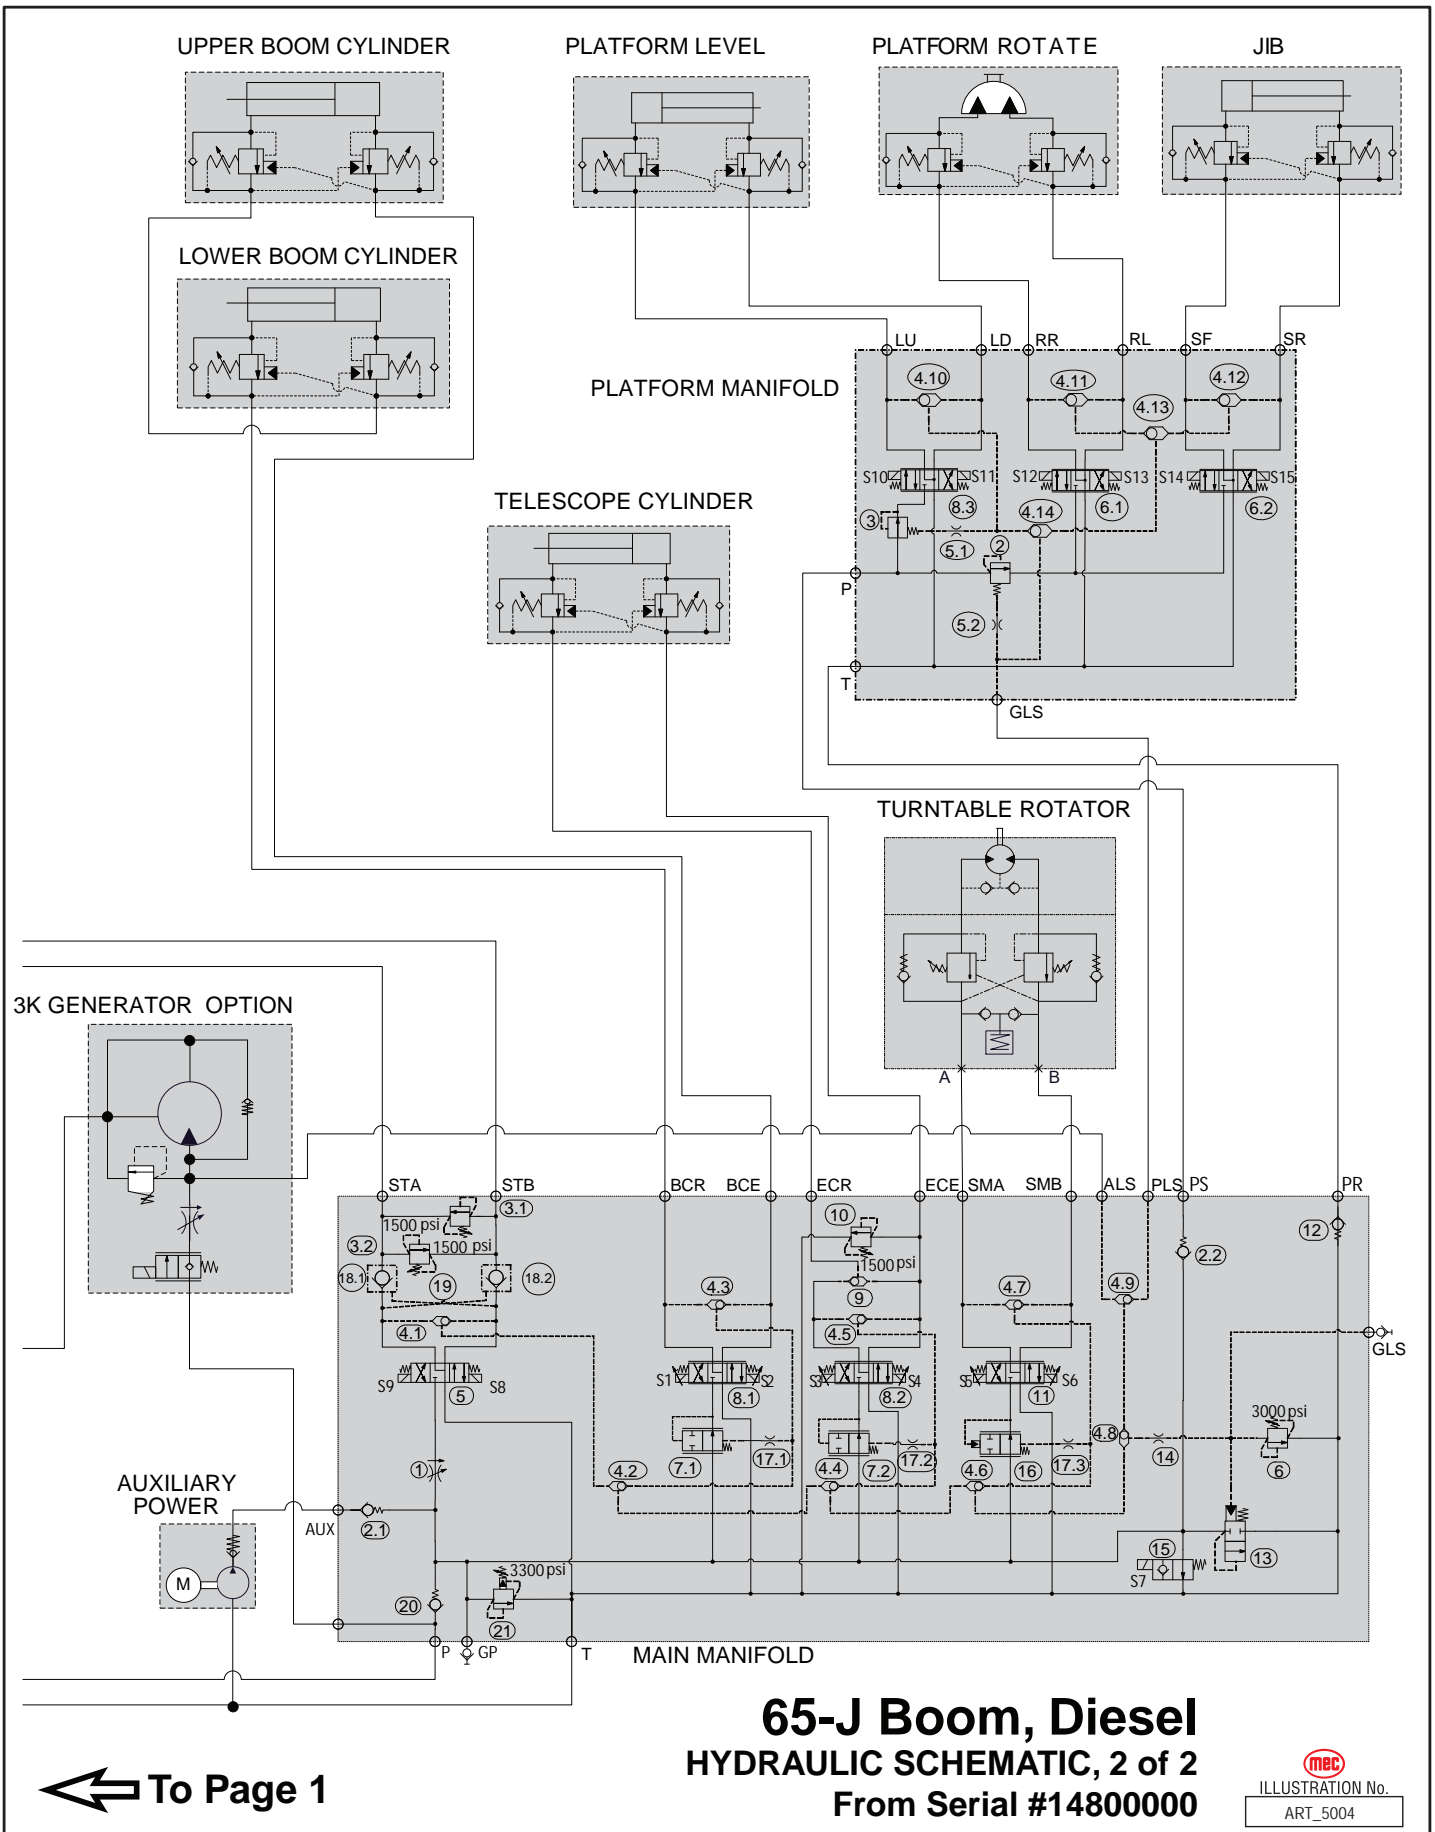 UPPER BOOM CYLINDER
PLATFORM LEVEL
PLATFORM ROTATE
JIB
LOWER BOOM CYLINDER
LU
LD
RR
RL
SF
SR
PLATFORM MANIFOLD
4.10
4.11
4.12
4.13
S10
S11
S12
S13
S14
S15
TELESCOPE CYLINDER
8.3
6.1
6.2
3
4.14
5.1
2
P
5.2
T
GLS
TURNTABLE ROTATOR
3K GENERATOR OPTION
A
B
STA
STB
BCR
BCE
ECR
ECE
SMA
SMB
ALS
PLS
PS
PR
3.1
1500 psi
10
12
3.2
1500 psi
1500 psi
2.2
18.1
19
18.2
4.3
9
4.7
4.9
4.1
4.5
GLS
S9
5
S8
S1
S2
8.1
S3
S4
8.2
S5
S6
11
3000 psi
4.8
14
6
1
7.1
17.1
7.2
17.2
16
17.3
4.2
4.4
4.6
AUXILIARY
POWER
AUX
2.1
15
13
S7
3300 psi
M
20
21
P
GP
T
MAIN MANIFOLD
65-J Boom, Diesel
HYDRAULIC SCHEMATIC, 2 of 2
From Serial #14800000
To Page 1
mec
ILLUSTRATION No.
ART_5004